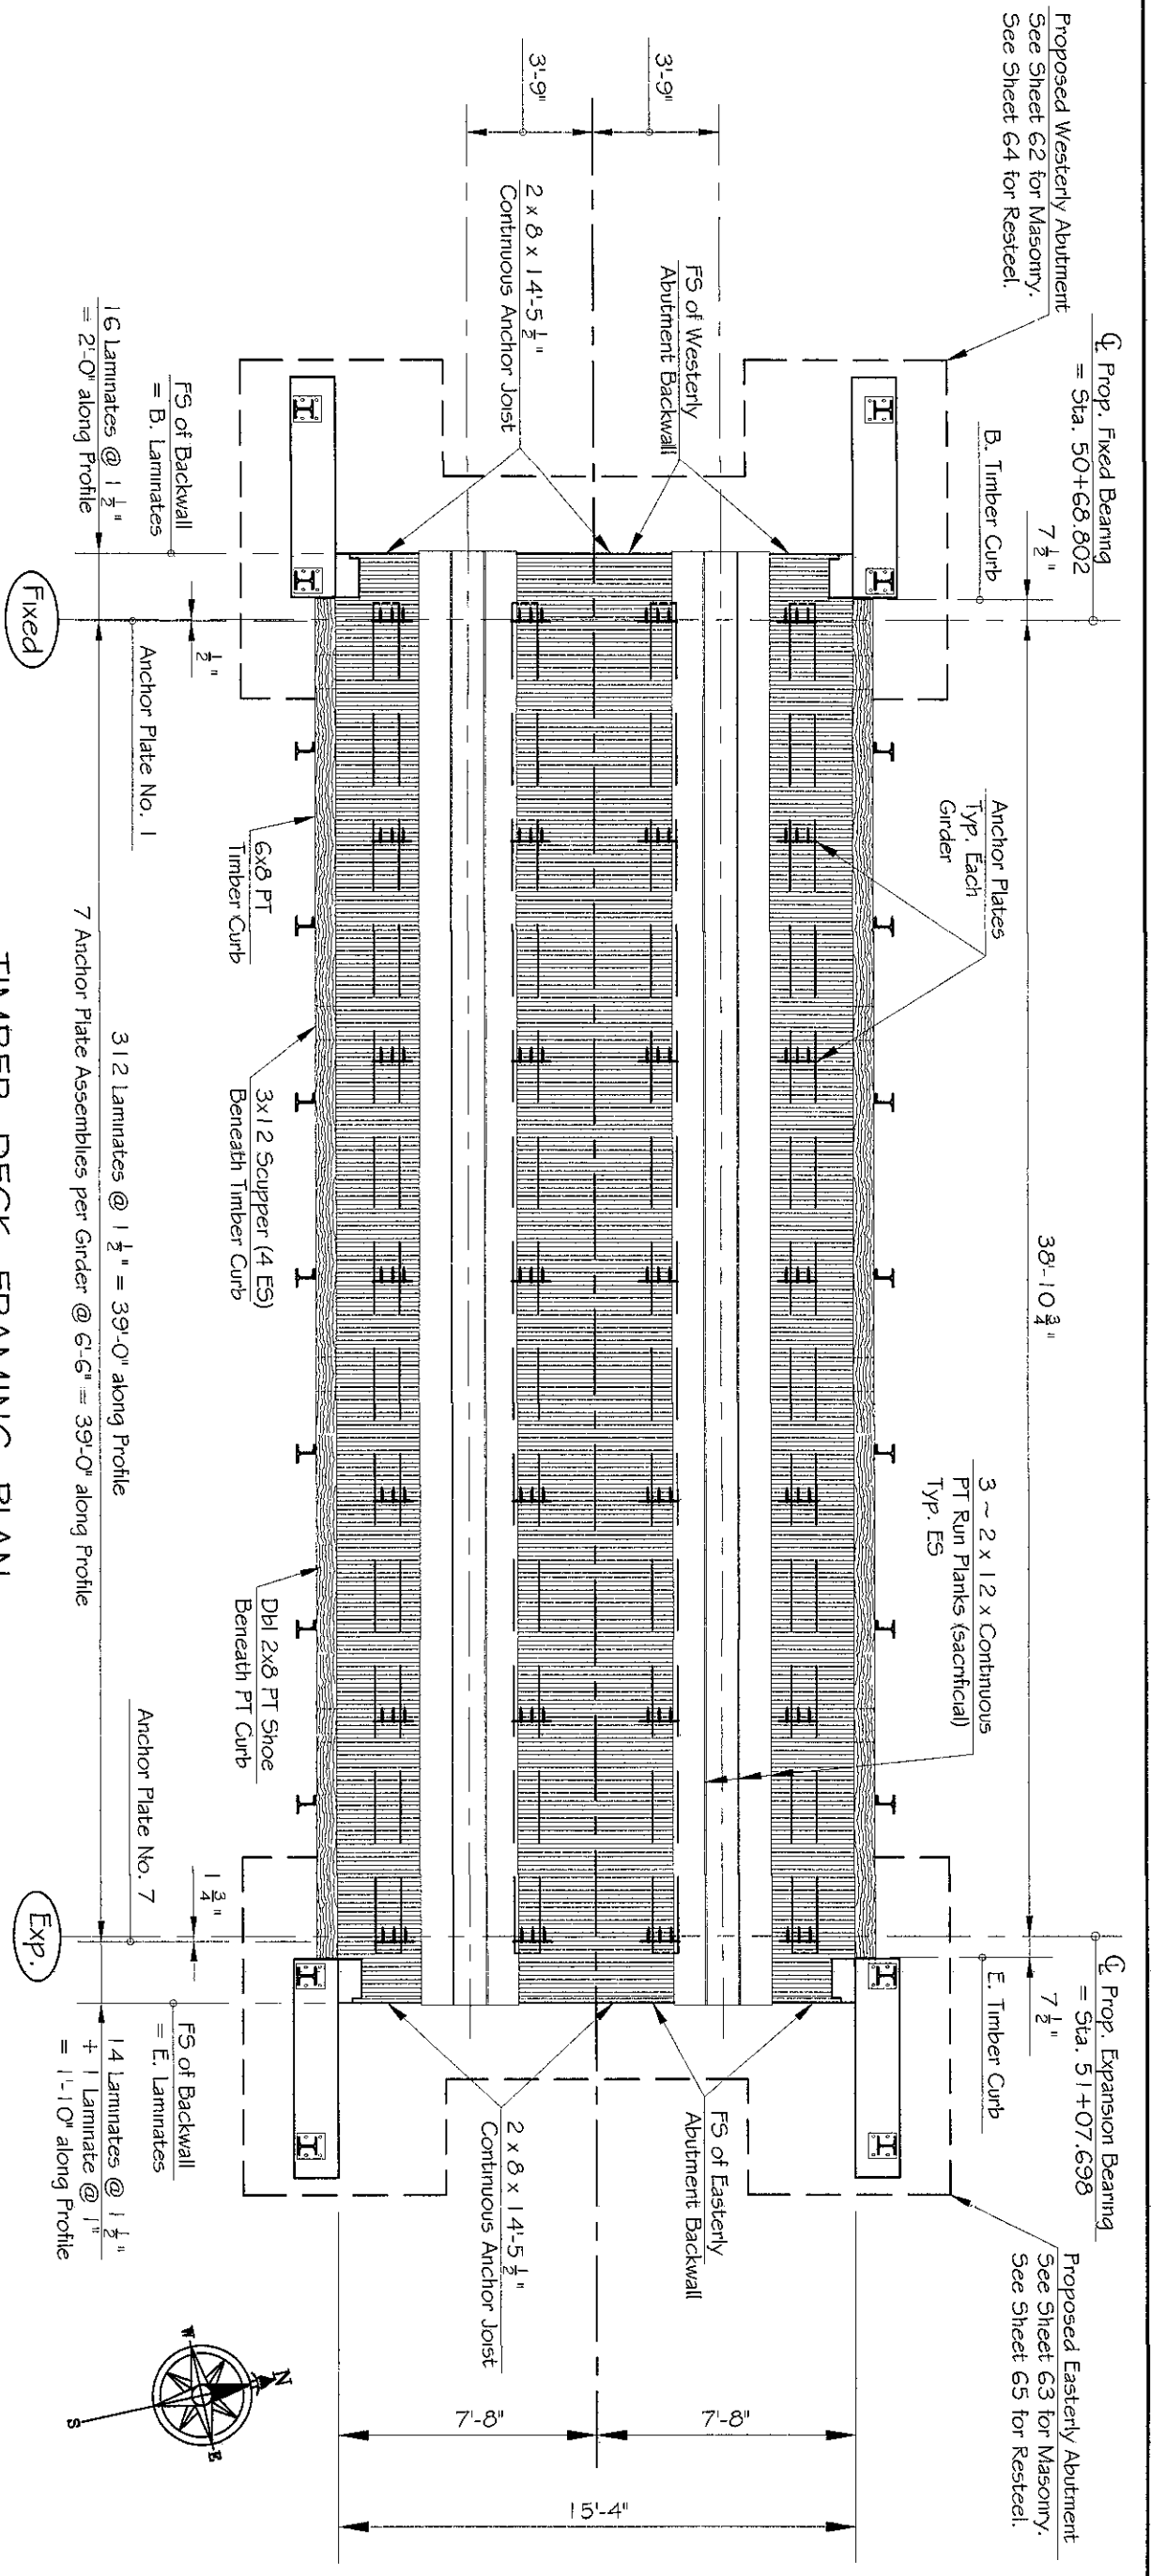 Proposed Westerly Abutment
See Sheet 62 for Masonry.
See Sheet 64 for Resteel.
℄ Prop. Fixed Bearing
= Sta. 50+68.802
7 1/2"
B. Timber Curb
38'-10 3/4"
℄ Prop. Expansion Bearing
= Sta. 51+07.698
7 1/2"
E. Timber Curb
Proposed Easterly Abutment
See Sheet 63 for Masonry.
See Sheet 65 for Resteel.
Anchor Plates
Typ. Each
Girder
3 ~ 2 x 12 x Continuous
PT Run Planks (sacrificial)
Typ. ES
FS of Westerly
Abutment Backwall
FS of Easterly
Abutment Backwall
3'-9"
3'-9"
2 x 8 x 14'-5 1/2"
Continuous Anchor Joist
2 x 8 x 14'-5 1/2"
Continuous Anchor Joist
7'-8"
7'-8"
15'-4"
6x8 PT
Timber Curb
3x12 Scupper (4 ES)
Beneath Timber Curb
Dbl 2x8 PT Shoe
Beneath PT Curb
FS of Backwall
= B. Laminates
1/2"
Anchor Plate No. 1
Anchor Plate No. 7
1 3/4"
FS of Backwall
= E. Laminates
16 Laminates @ 1 1/2"
= 2'-0" along Profile
312 Laminates @ 1 1/2" = 39'-0" along Profile
7 Anchor Plate Assemblies per Girder @ 6'-6" = 39'-0" along Profile
14 Laminates @ 1 1/2"
+ 1 Laminate @ 1"
= 1'-10" along Profile
Fixed
Exp.
N
W
E
S
TIMBER DECK FRAMING PLAN